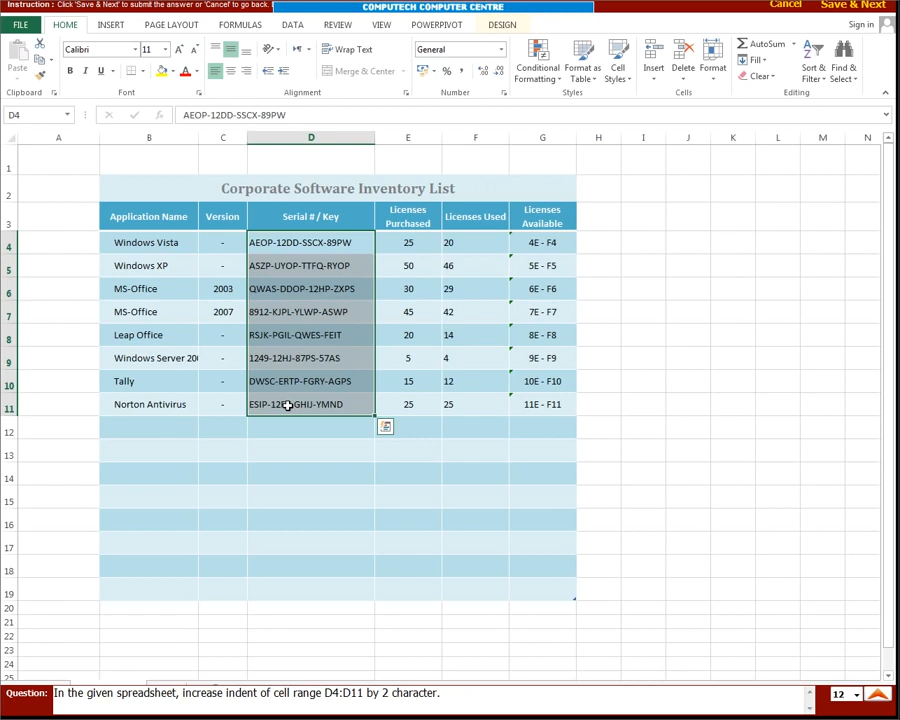 Instruction : Click 'Save & Next' to submit the answer or 'Cancel' to go back.
COMPUTECH COMPUTER CENTRE
Cancel Save & Next
FILE HOME INSERT PAGE LAYOUT FORMULAS DATA REVIEW VIEW POWERPIVOT DESIGN Sign in
Calibri 11 Wrap Text General AutoSum
Paste B I U Merge & Center % Conditional Formatting Format as Table Cell Styles Insert Delete Format Fill Clear Sort & Filter Find & Select
Clipboard Font Alignment Number Styles Cells Editing
D4 fx AEOP-12DD-SSCX-89PW
A B C D E F G H I J K L M N
1
2 Corporate Software Inventory List
3 Application Name Version Serial # / Key Licenses Purchased Licenses Used Licenses Available
4 Windows Vista - AEOP-12DD-SSCX-89PW 25 20 4E - F4
5 Windows XP - ASZP-UYOP-TTFQ-RYOP 50 46 5E - F5
6 MS-Office 2003 QWAS-DDOP-12HP-ZXPS 30 29 6E - F6
7 MS-Office 2007 8912-KJPL-YLWP-ASWP 45 42 7E - F7
8 Leap Office - RSJK-PGIL-QWES-FEIT 20 14 8E - F8
9 Windows Server 20 - 1249-12HJ-87PS-57AS 5 4 9E - F9
10 Tally - DWSC-ERTP-FGRY-AGPS 15 12 10E - F10
11 Norton Antivirus - GHIJ-YMND 25 25 11E - F11
12
13
14
15
16
17
18
19
20
21
22
23
24
25
Question: In the given spreadsheet, increase indent of cell range D4:D11 by 2 character. 12